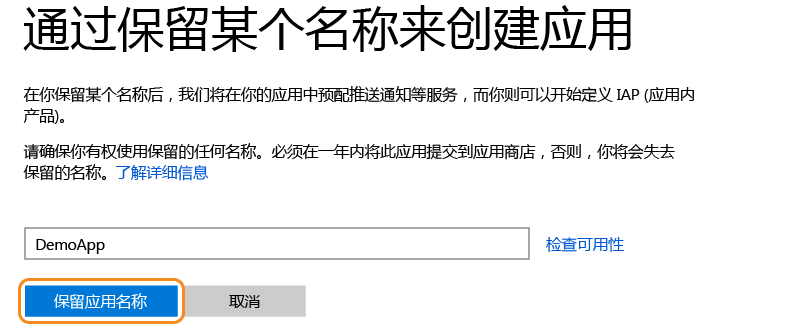 通过保留某个名称来创建应用
在你保留某个名称后，我们将在你的应用中预配推送通知等服务，而你则可以开始定义 IAP (应用内
产品)。
请确保你有权使用保留的任何名称。必须在一年内将此应用提交到应用商店，否则，你将会失去
保留的名称。了解详细信息
DemoApp 检查可用性
保留应用名称 取消